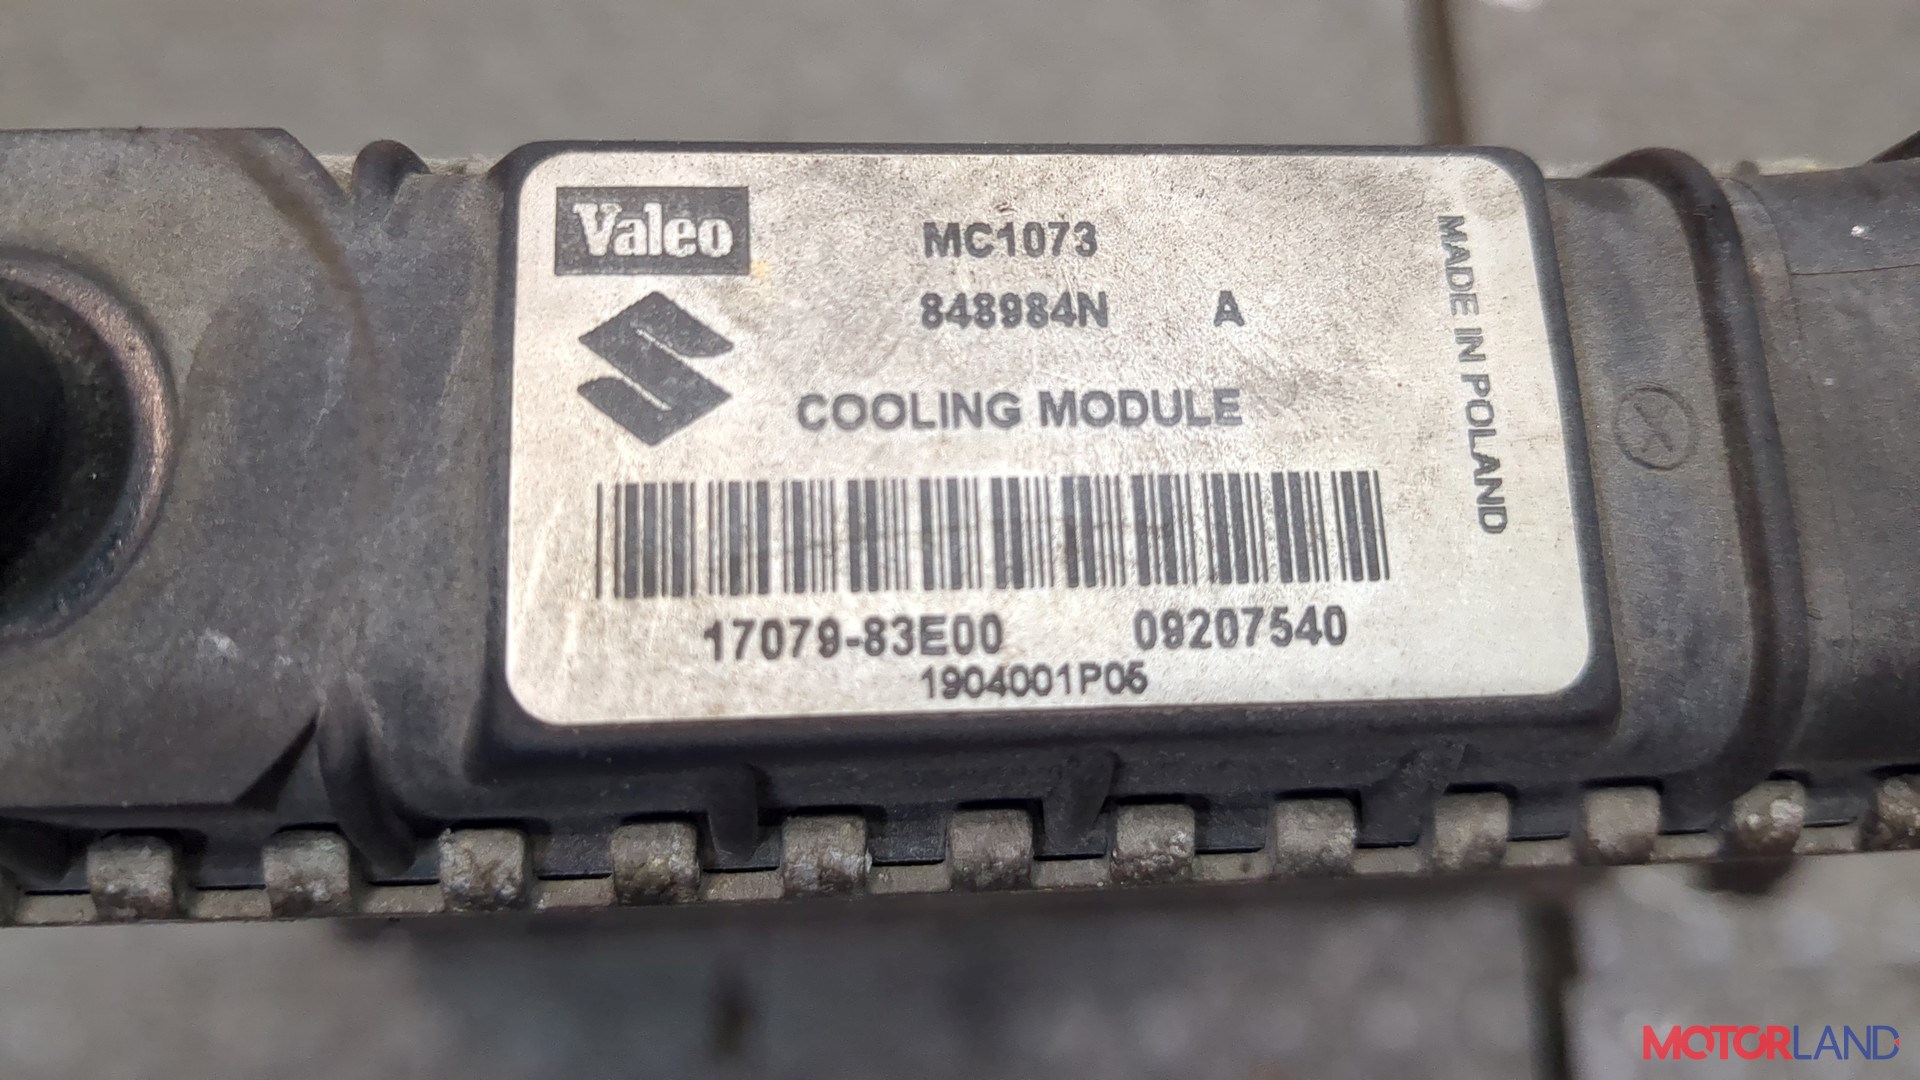 Valeo
MC1073
848984N A
COOLING MODULE
MADE IN POLAND
17079-83E00 09207540
1904001P05
MOTORLAND